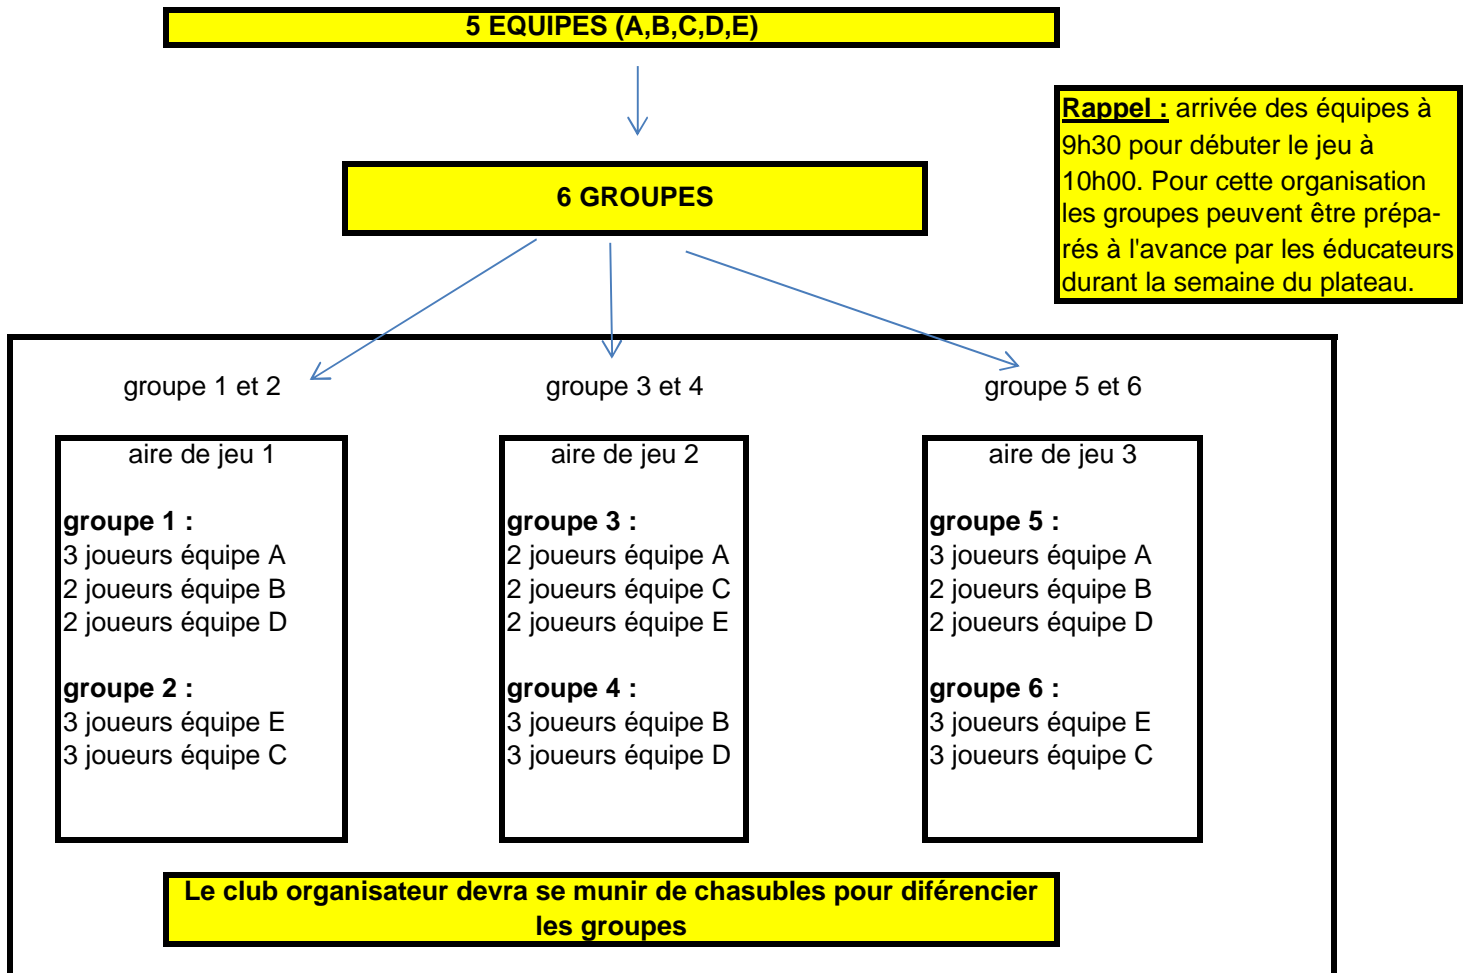 5 EQUIPES (A,B,C,D,E)
Rappel : arrivée des équipes à
9h30 pour débuter le jeu à
10h00. Pour cette organisation
les groupes peuvent être prépa-
rés à l'avance par les éducateurs
durant la semaine du plateau.
6 GROUPES
groupe 1 et 2
groupe 3 et 4
groupe 5 et 6
aire de jeu 1
groupe 1 :
3 joueurs équipe A
2 joueurs équipe B
2 joueurs équipe D
groupe 2 :
3 joueurs équipe E
3 joueurs équipe C
aire de jeu 2
groupe 3 :
2 joueurs équipe A
2 joueurs équipe C
2 joueurs équipe E
groupe 4 :
3 joueurs équipe B
3 joueurs équipe D
aire de jeu 3
groupe 5 :
3 joueurs équipe A
2 joueurs équipe B
2 joueurs équipe D
groupe 6 :
3 joueurs équipe E
3 joueurs équipe C
Le club organisateur devra se munir de chasubles pour diférencier
les groupes